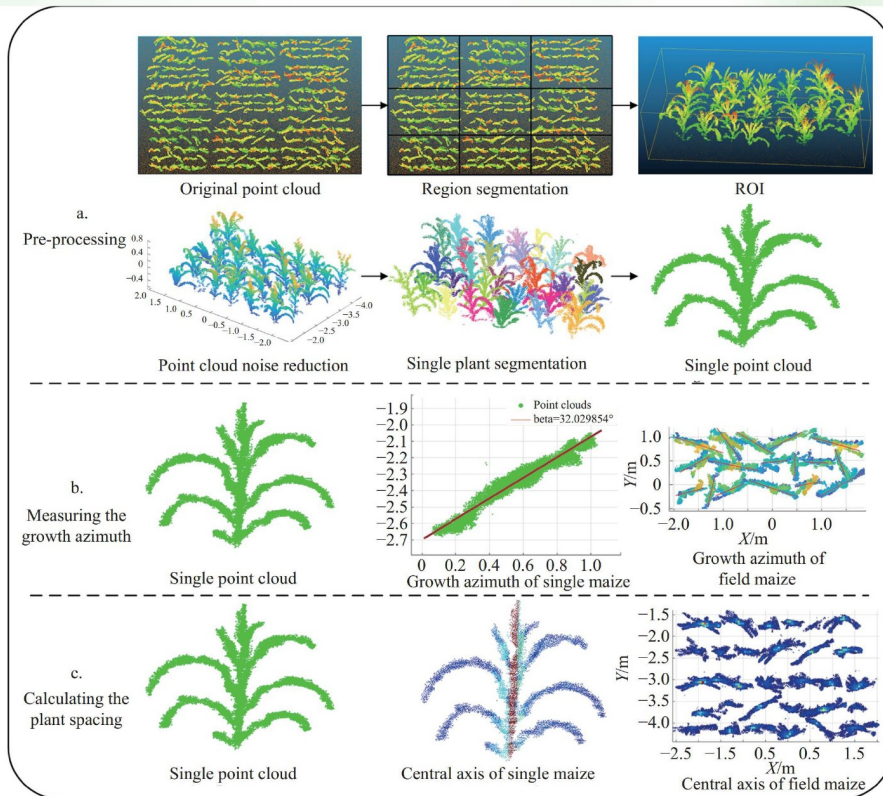 Original point cloud
Region segmentation
ROI
a.
Pre-processing
0.8
0.4
0
−0.4
2.0
1.5
1.0
0.5
0
−0.5
−1.0
−1.5
−2.0
−4.0
−3.5
−3.0
−2.5
−2.0
Point cloud noise reduction
Single plant segmentation
Single point cloud
b.
Measuring the
growth azimuth
Single point cloud
−1.9
−2.0
−2.1
−2.2
−2.3
−2.4
−2.5
−2.6
−2.7
Point clouds
beta=32.029854°
0
0.2
0.4
0.6
0.8
1.0
Growth azimuth of single maize
Y/m
1.0
0.5
0
−0.5
−2.0
−1.0
0
1.0
X/m
Growth azimuth of
field maize
c.
Calculating the
plant spacing
Single point cloud
Central axis of single maize
Y/m
−1.5
−2.0
−2.5
−3.0
−3.5
−4.0
−2.5
−1.5
−0.5
0.5
1.5
X/m
Central axis of field maize